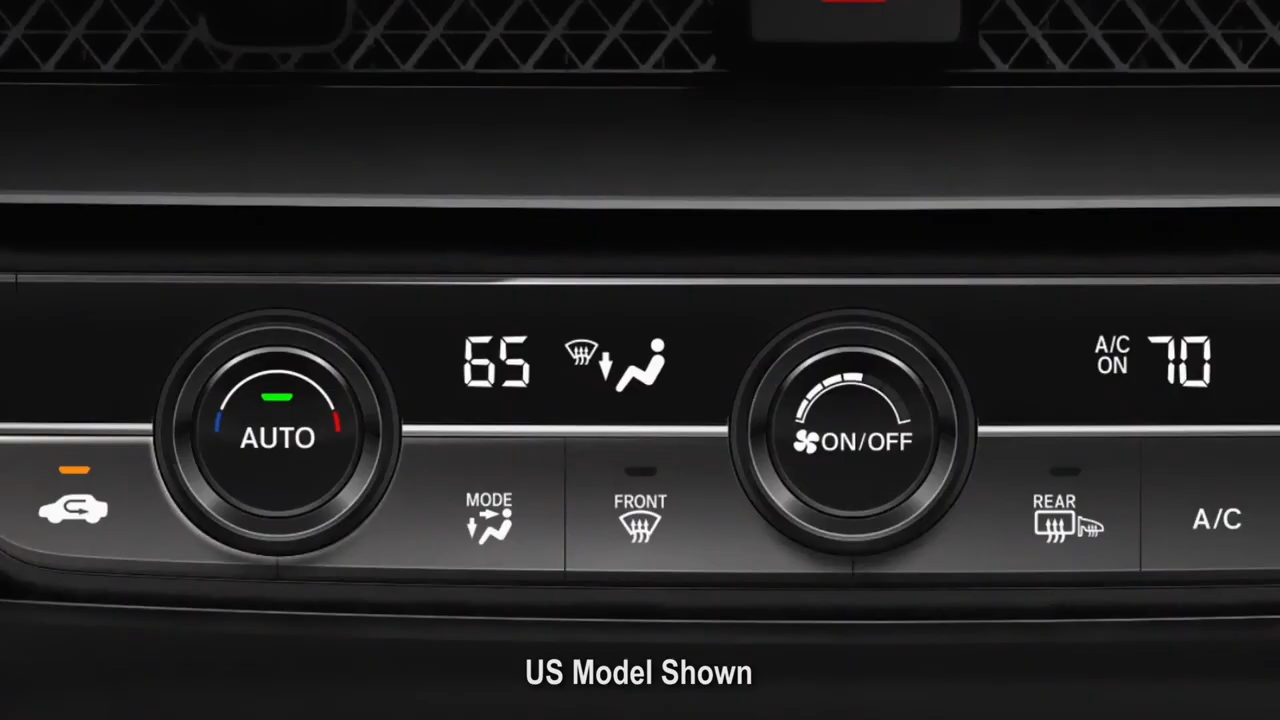 65
A/C
ON
70
AUTO
ON/OFF
MODE
FRONT
REAR
A/C
US Model Shown